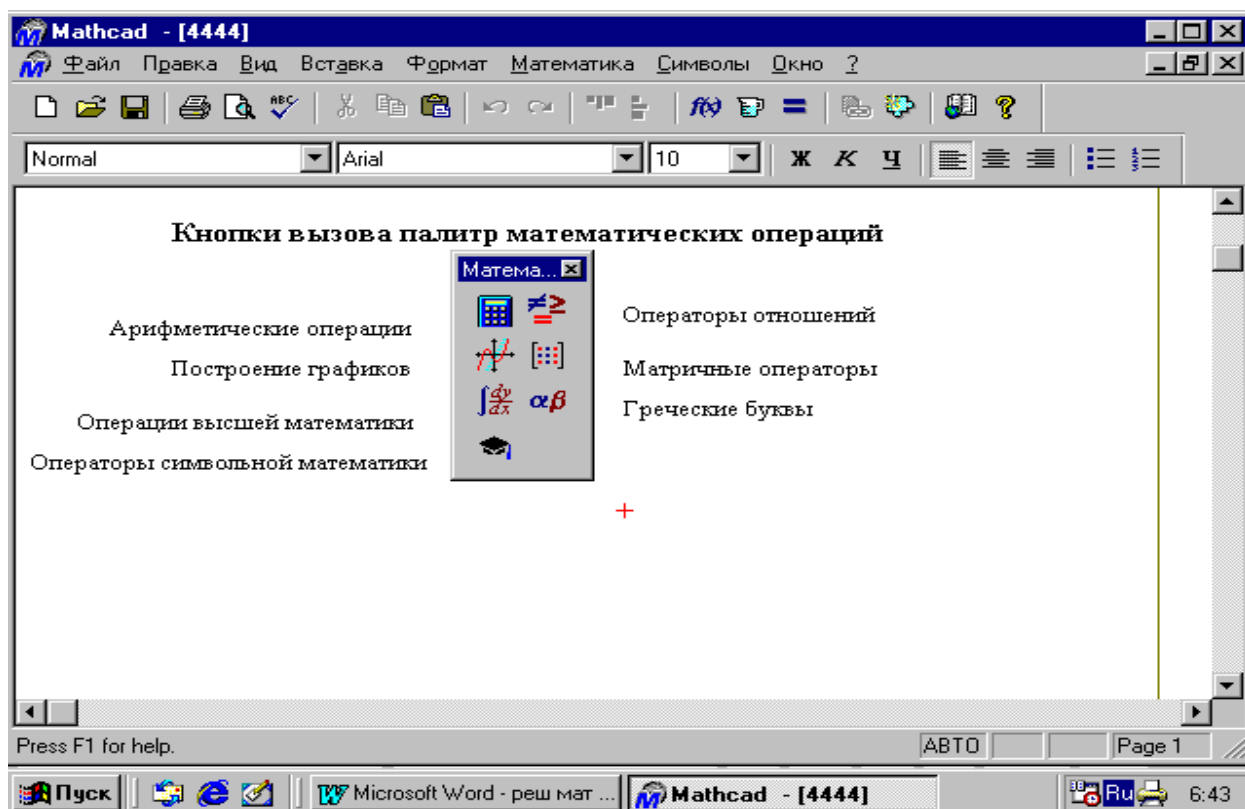 Mathcad - [4444]
Файл Правка Вид Вставка Формат Математика Символы Окно ?
Normal Arial 10 Ж К Ч
Кнопки вызова палитр математических операций
Матема...
Арифметические операции
Операторы отношений
Построение графиков
Матричные операторы
Операции высшей математики
Греческие буквы
Операторы символьной математики
Press F1 for help. АВТО Page 1
Пуск Microsoft Word - реш мат ... Mathcad - [4444] Ru 6:43